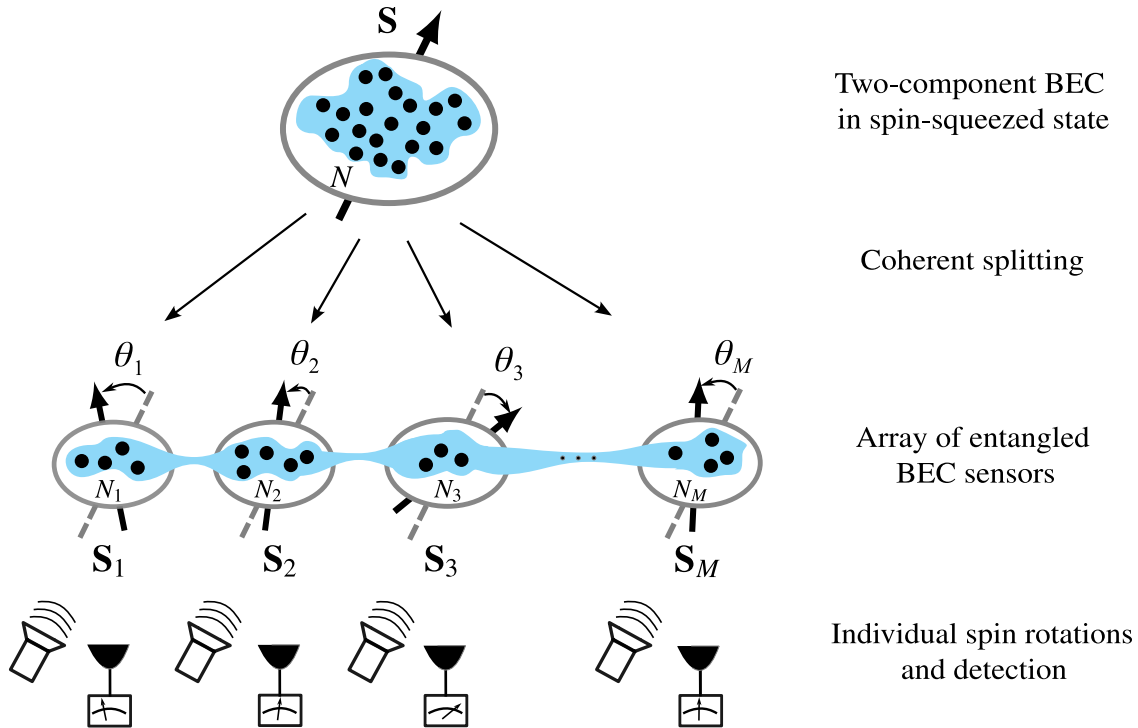 S
Two-component BEC
in spin-squeezed state
N
Coherent splitting
θ1
θ2
θ3
θM
Array of entangled
BEC sensors
N1
N2
N3
...
NM
S1
S2
S3
SM
Individual spin rotations
and detection